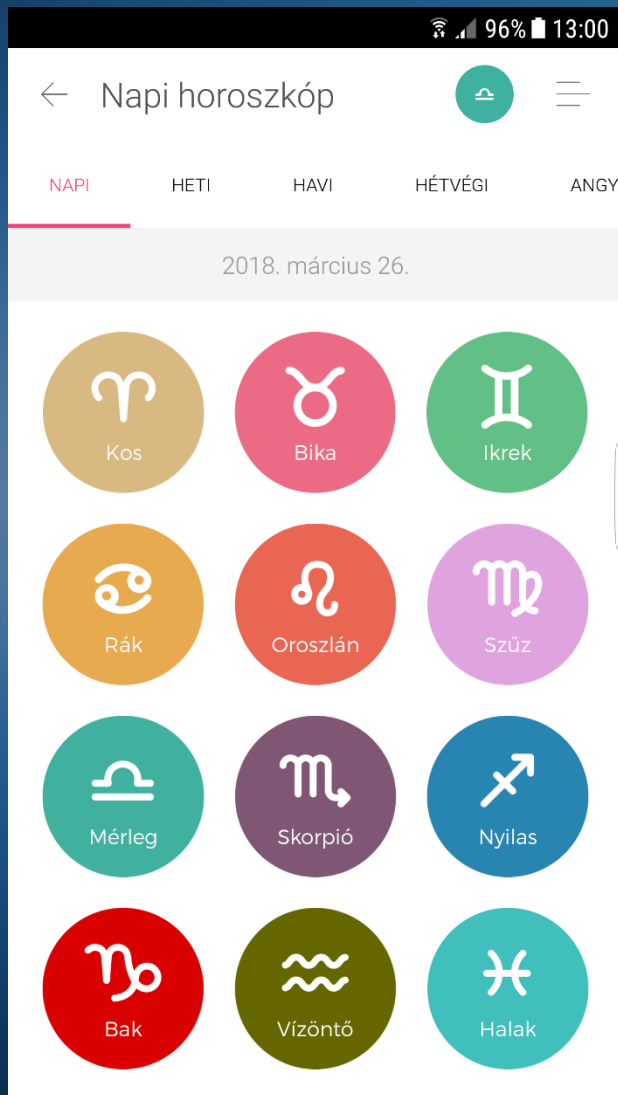 96% 13:00
Napi horoszkóp
NAPI HETI HAVI HÉTVÉGI ANGY
2018. március 26.
Kos Bika Ikrek
Rák Oroszlán Szűz
Mérleg Skorpió Nyilas
Bak Vízöntő Halak